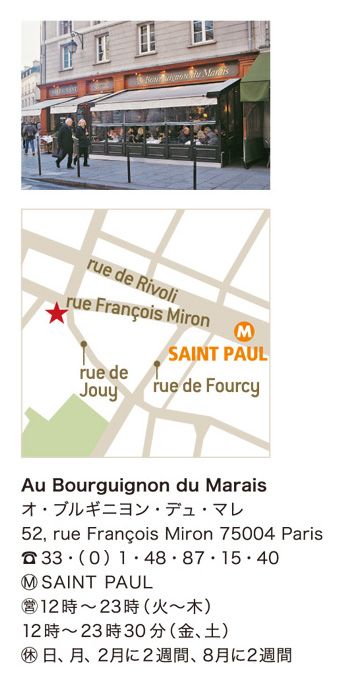 Au Bourguignon du Marais
rue de Rivoli
rue François Miron
M
SAINT PAUL
rue de
Jouy
rue de Fourcy
Au Bourguignon du Marais
オ・ブルギニヨン・デュ・マレ
52, rue François Miron 75004 Paris
☎33・(0)1・48・87・15・40
Ⓜ SAINT PAUL
㊂12時〜23時(火〜木)
12時〜23時30分(金、土)
㊡ 日、月、2月に2週間、8月に2週間